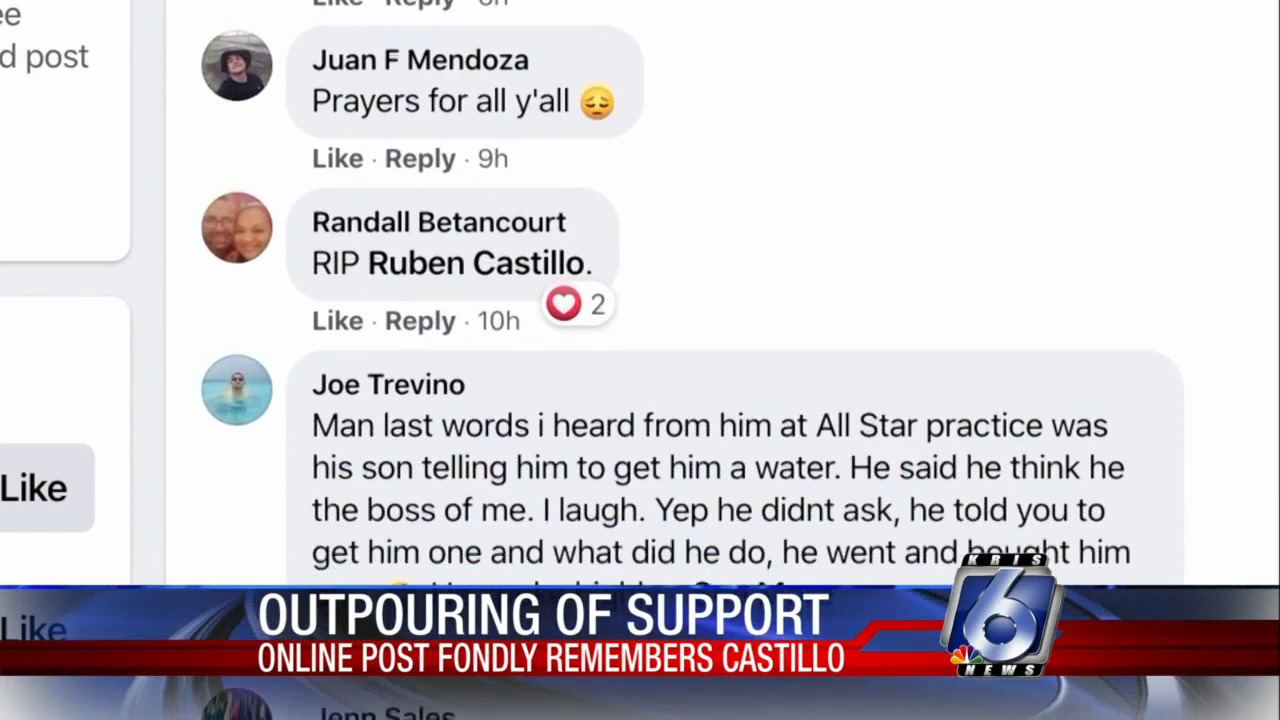 Like · Reply ·
ee
d post
Juan F Mendoza
Prayers for all y'all 😔
Like · Reply · 9h
Randall Betancourt
RIP Ruben Castillo.
2
Like · Reply · 10h
Joe Trevino
Man last words i heard from him at All Star practice was
his son telling him to get him a water. He said he think he
the boss of me. I laugh. Yep he didnt ask, he told you to
get him one and what did he do, he went and bought him
Like
OUTPOURING OF SUPPORT
ONLINE POST FONDLY REMEMBERS CASTILLO
KRIS
6
NEWS
Like
Jenn Sales